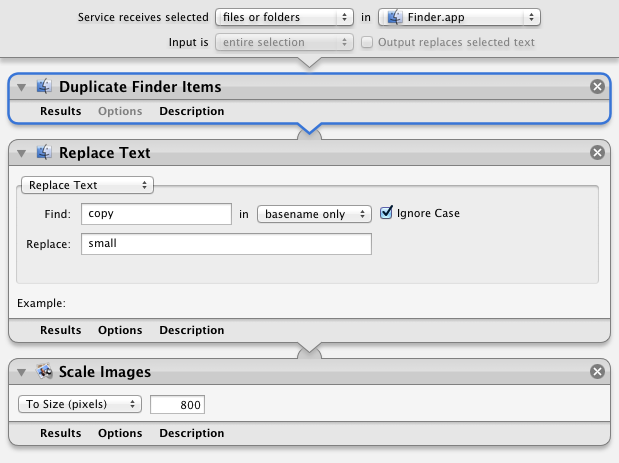 Service receives selected files or folders in Finder.app
Input is entire selection Output replaces selected text
Duplicate Finder Items
Results Options Description
Replace Text
Replace Text
Find: copy in basename only Ignore Case
Replace: small
Example:
Results Options Description
Scale Images
To Size (pixels) 800
Results Options Description